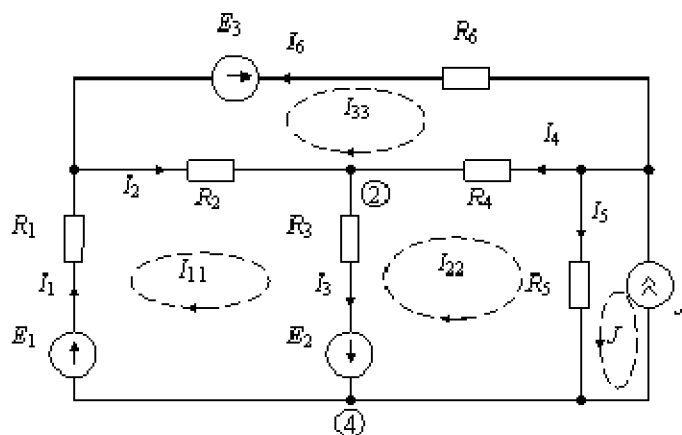 E3 I6 R6
I33
I4
I2 R2 ② R4
R1 R3 I5
I11 I22
I1 I3 R5
E1 E2 J
④